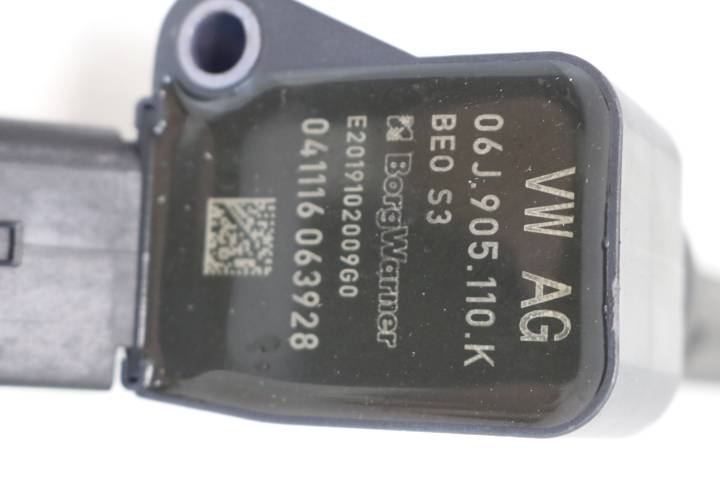 VW AG
06J.905.110.K
BEO S3
BorgWarner
E2019102009G0
041116 063928